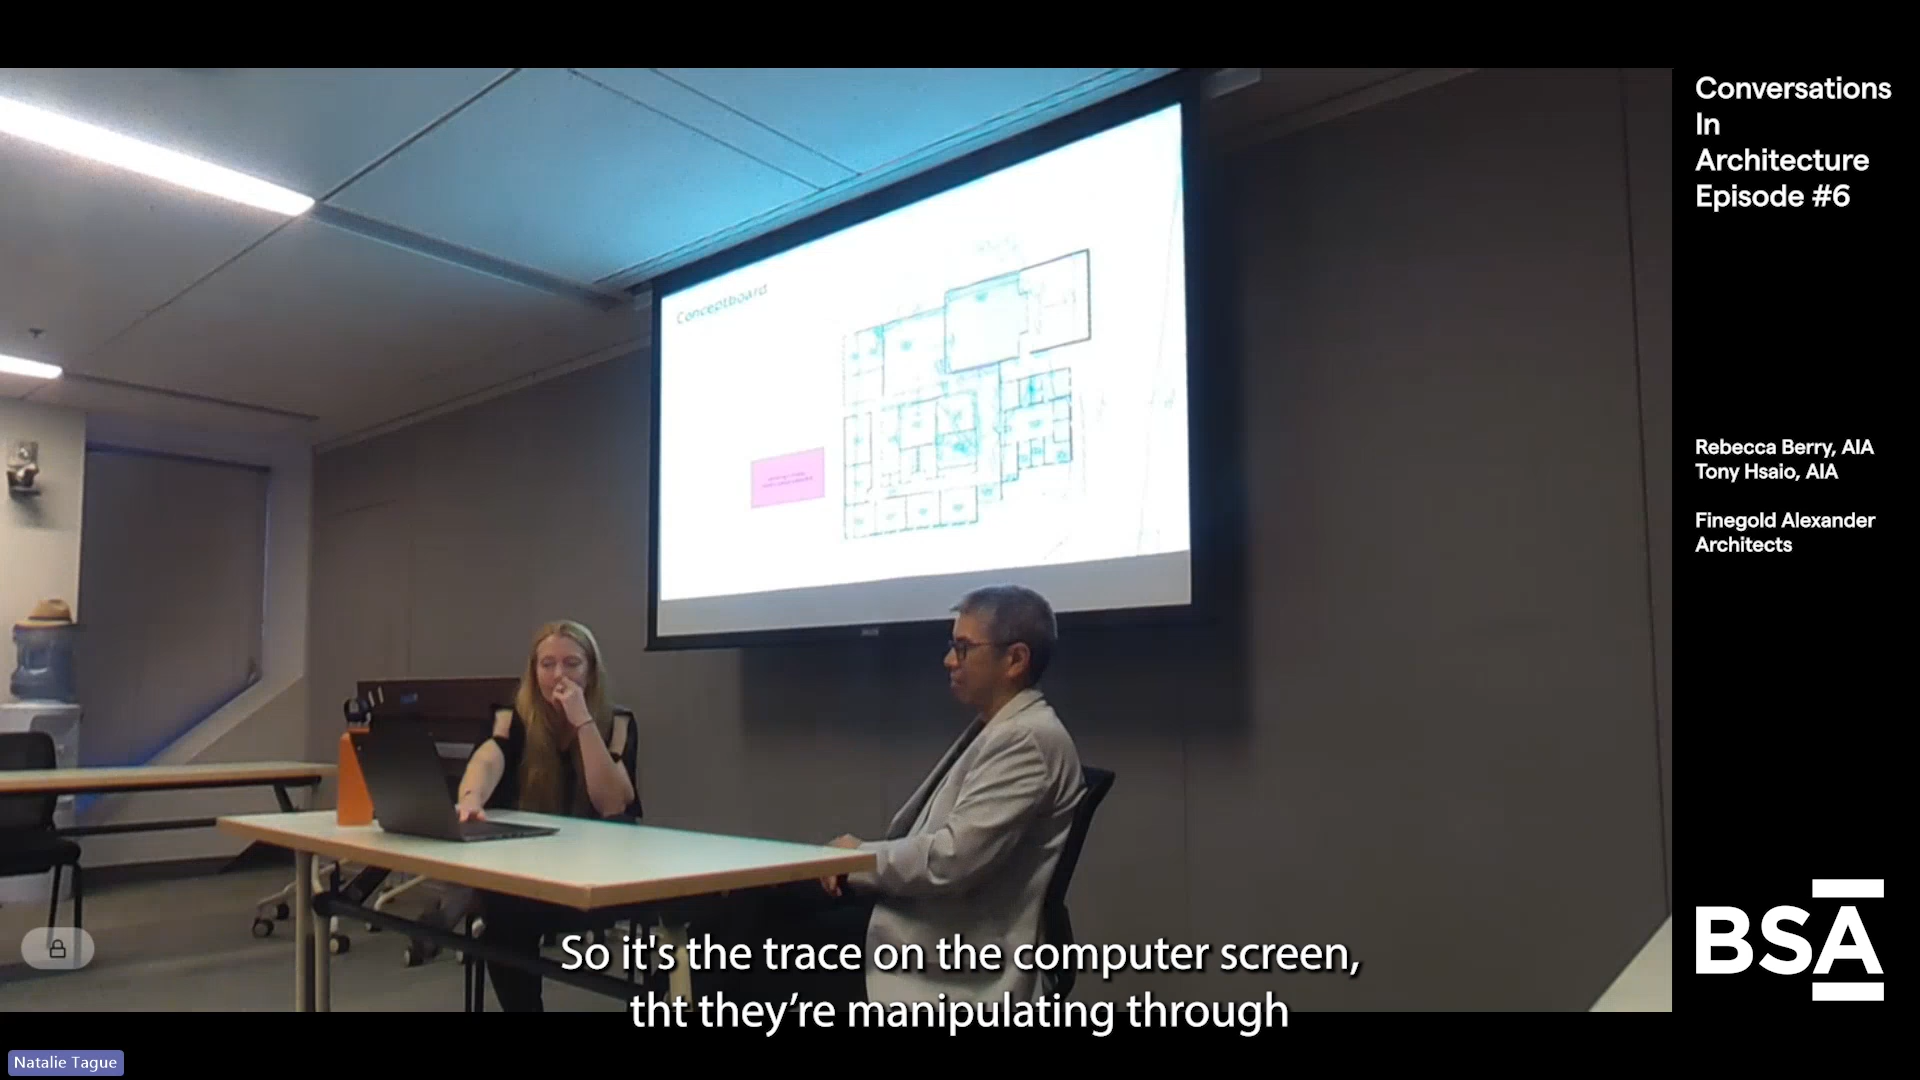 Conversations
In
Architecture
Episode #6
Conceptboard
Rebecca Berry, AIA
Tony Hsaio, AIA
Finegold Alexander
Architects
BSA
So it's the trace on the computer screen,
tht they’re manipulating through
Natalie Tague